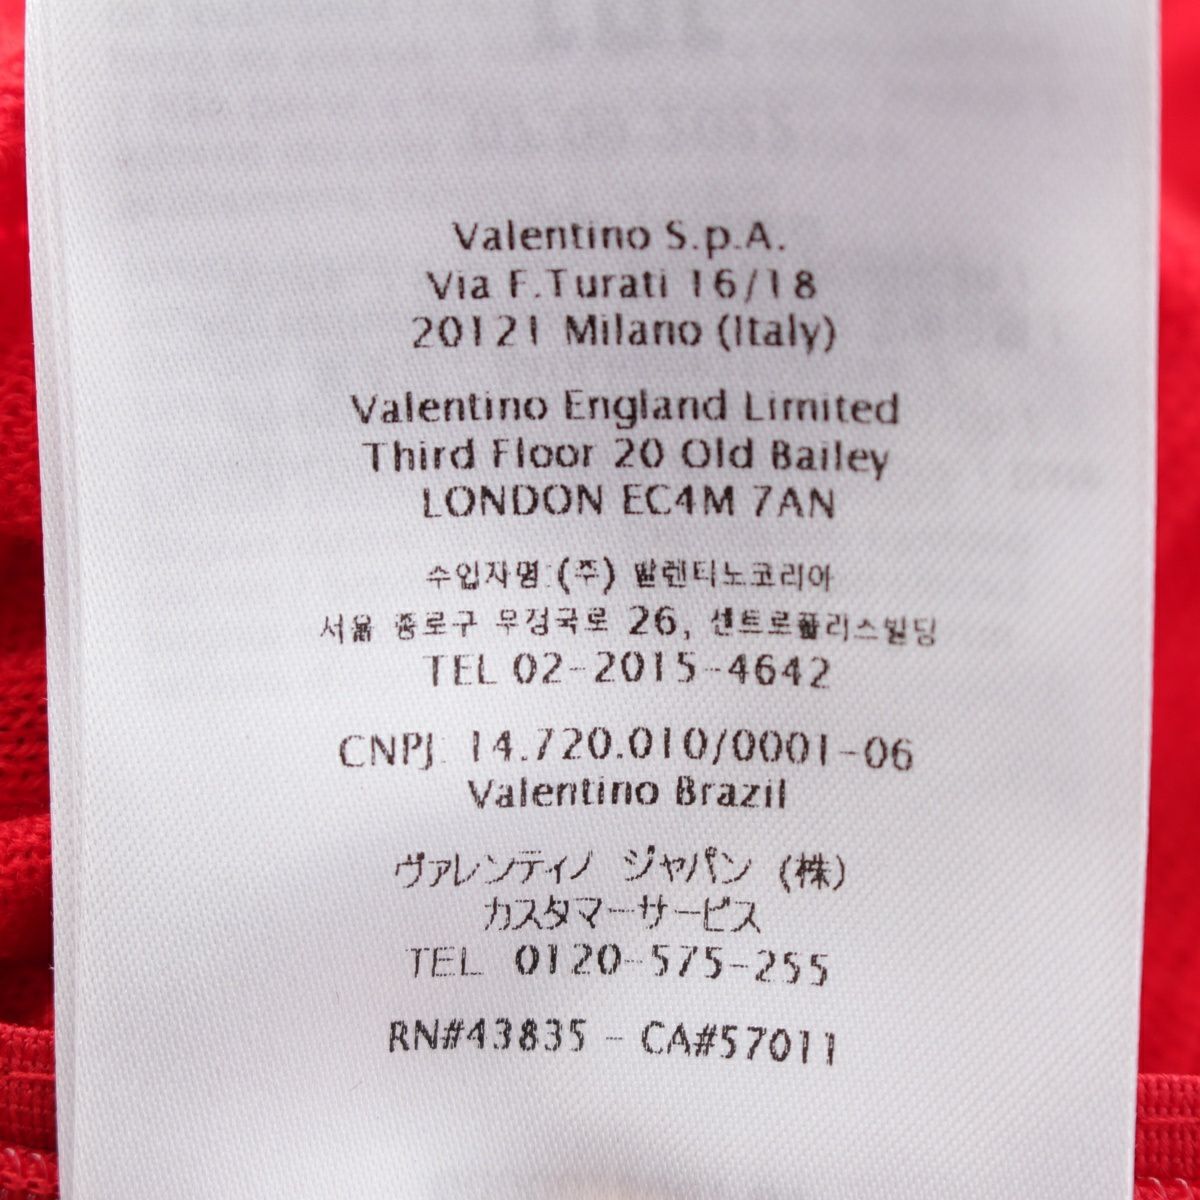 Valentino S.p.A.
Via F.Turati 16/18
20121 Milano (Italy)
Valentino England Limited
Third Floor 20 Old Bailey
LONDON EC4M 7AN
수입자명:(주) 발렌티노코리아
서울 종로구 우정국로 26, 센트로폴리스빌딩
TEL 02-2015-4642
CNPJ. 14.720.010/0001-06
Valentino Brazil
ヴァレンティノ ジャパン (株)
カスタマーサービス
TEL 0120-575-255
RN#43835 - CA#57011